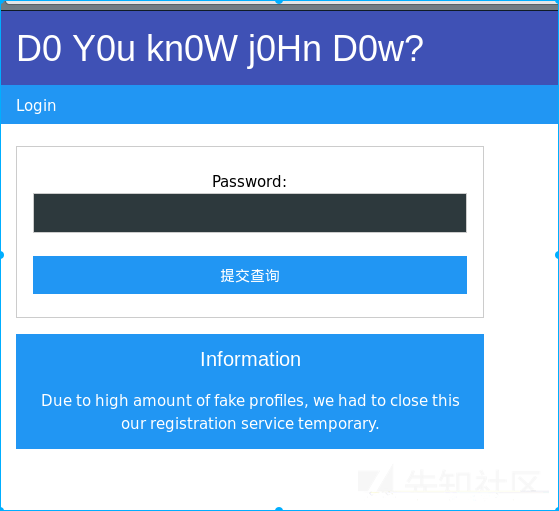 D0 Y0u kn0W j0Hn D0w?
Login
Password:
提交查询
Information
Due to high amount of fake profiles, we had to close this
our registration service temporary.
先知社区